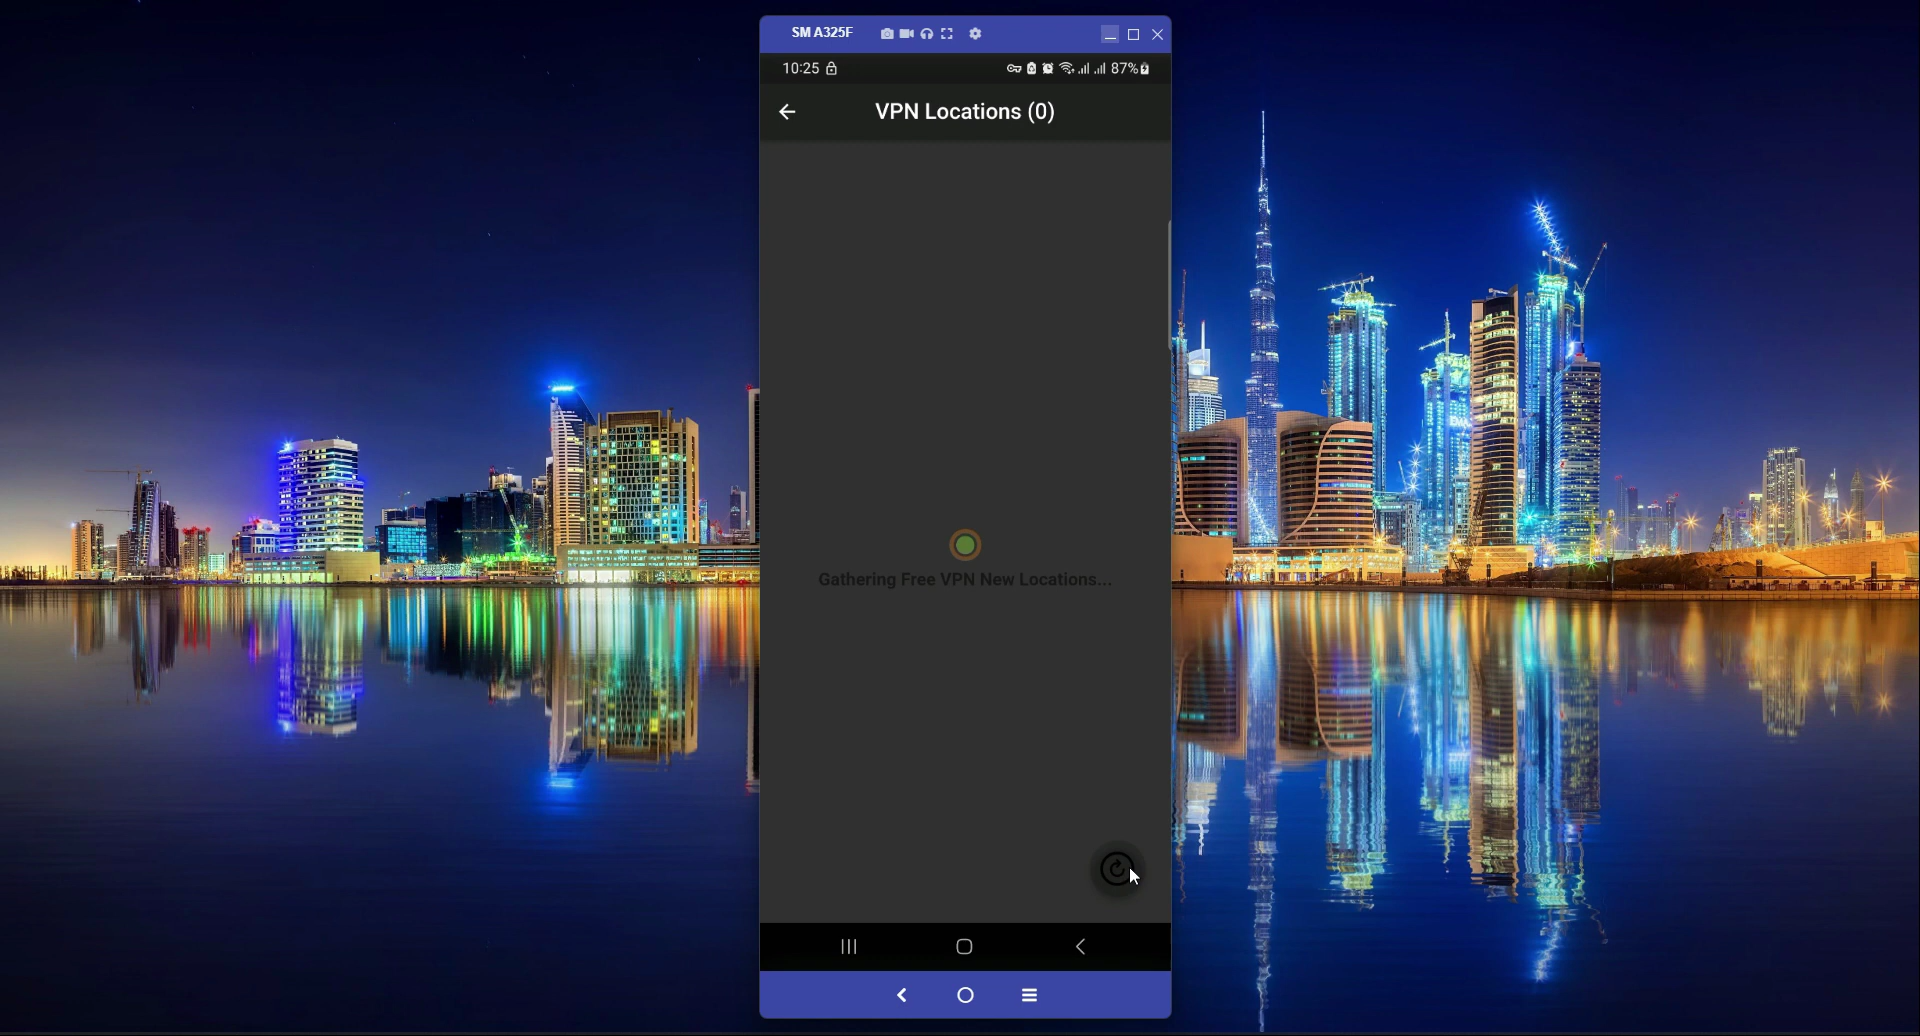 SM A325F
10:25
87%
VPN Locations (0)
Gathering Free VPN New Locations...